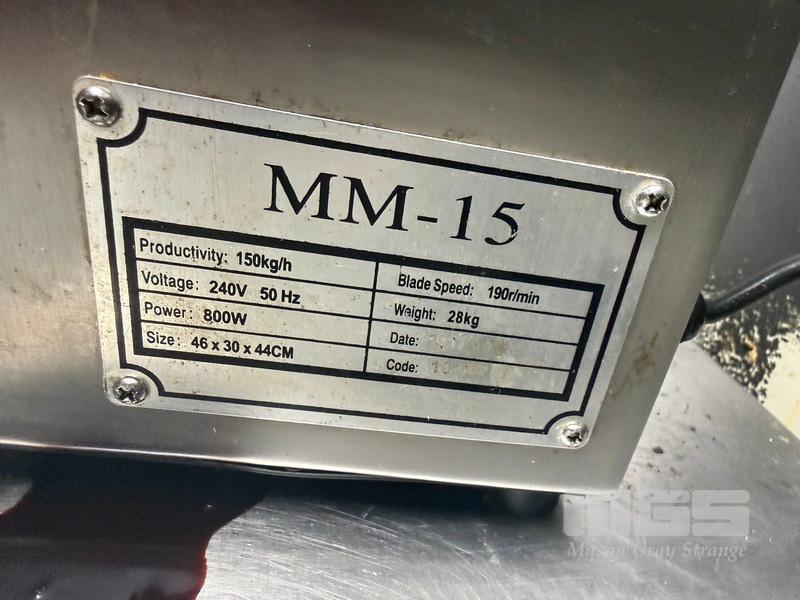 MM-15
Productivity: 150kg/h
Voltage: 240V 50 Hz
Power: 800W
Size: 46 x 30 x 44CM
Blade Speed: 190r/min
Weight: 28kg
Date:
Code:
MGS
Mason Gray Strange